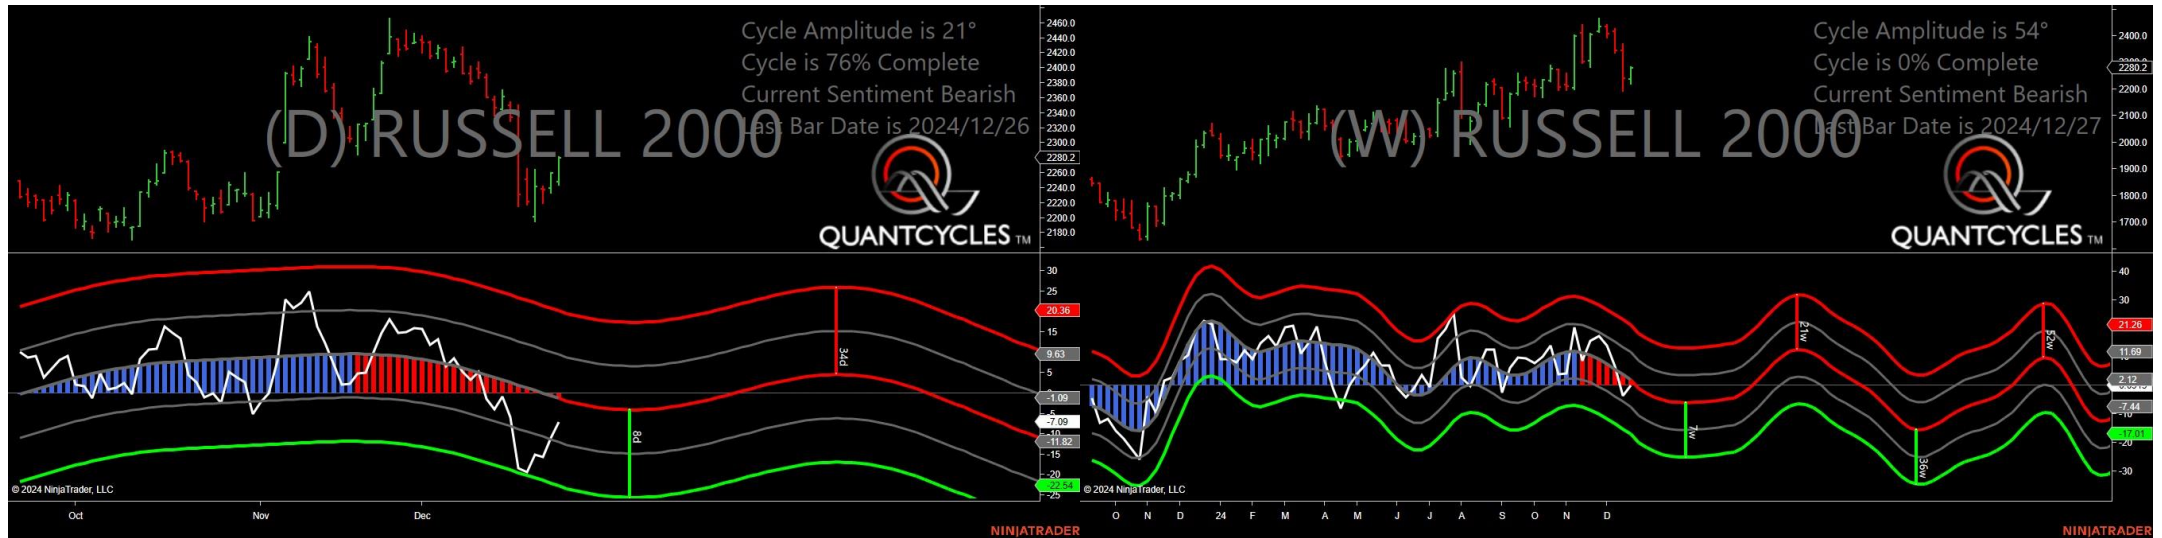 Cycle Amplitude is 21°
Cycle is 76% Complete
Current Sentiment Bearish
Last Bar Date is 2024/12/26
(D) RUSSELL 2000
QUANTCYCLES TM
2460.0
2440.0
2420.0
2400.0
2380.0
2360.0
2340.0
2320.0
2300.0
2280.2
2260.0
2240.0
2220.0
2200.0
2180.0
30
25
20.36
15
9.63
5
0
-1.09
-5
-7.09
-10
-11.82
-15
-20
-22.54
-25
34d
8d
© 2024 NinjaTrader, LLC
Oct
Nov
Dec
NINJATRADER
Cycle Amplitude is 54°
Cycle is 0% Complete
Current Sentiment Bearish
Last Bar Date is 2024/12/27
(W) RUSSELL 2000
QUANTCYCLES TM
2400.0
2280.2
2200.0
2100.0
2000.0
1900.0
1800.0
1700.0
40
30
21.26
11.69
2.12
-7.44
-10
-17.01
-20
-30
21w
52w
7w
36w
© 2024 NinjaTrader, LLC
O N D 24 F M A M J J A S O N D
NINJATRADER